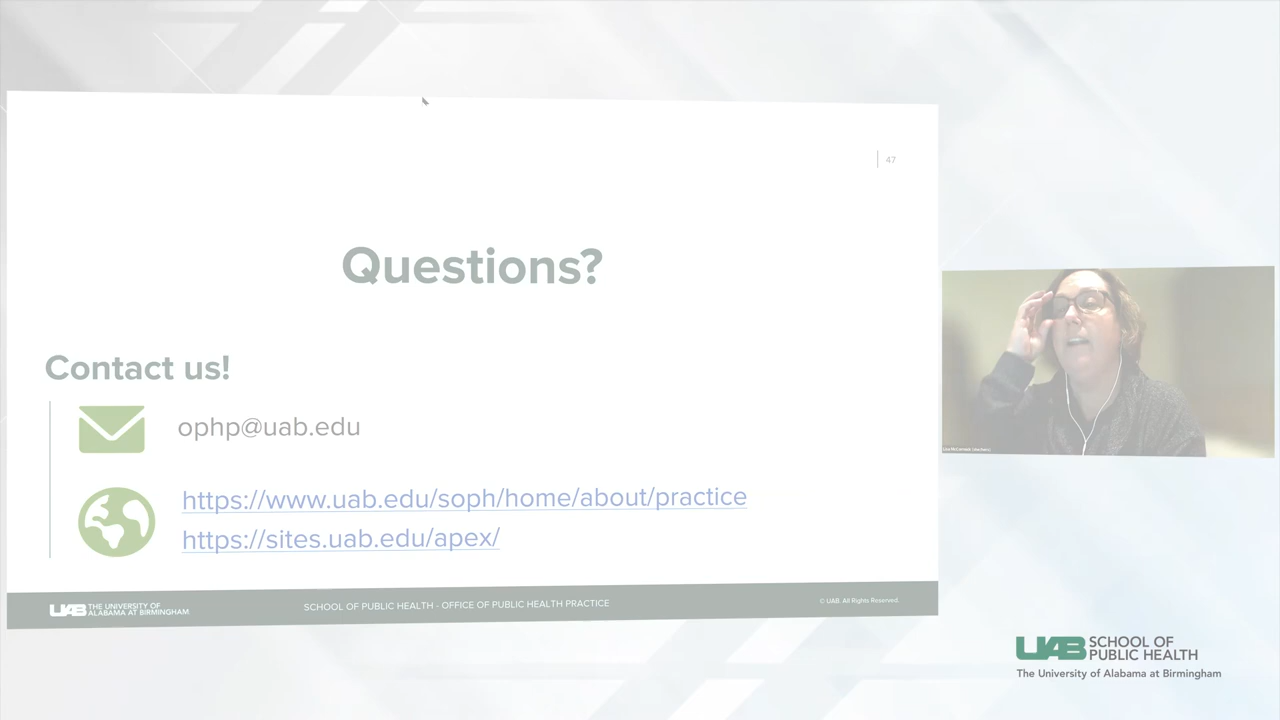 47
Questions?
Contact us!
ophp@uab.edu
https://www.uab.edu/soph/home/about/practice
https://sites.uab.edu/apex/
UAB THE UNIVERSITY OF
ALABAMA AT BIRMINGHAM
SCHOOL OF PUBLIC HEALTH - OFFICE OF PUBLIC HEALTH PRACTICE
© UAB. All Rights Reserved.
UAB SCHOOL OF
PUBLIC HEALTH
The University of Alabama at Birmingham